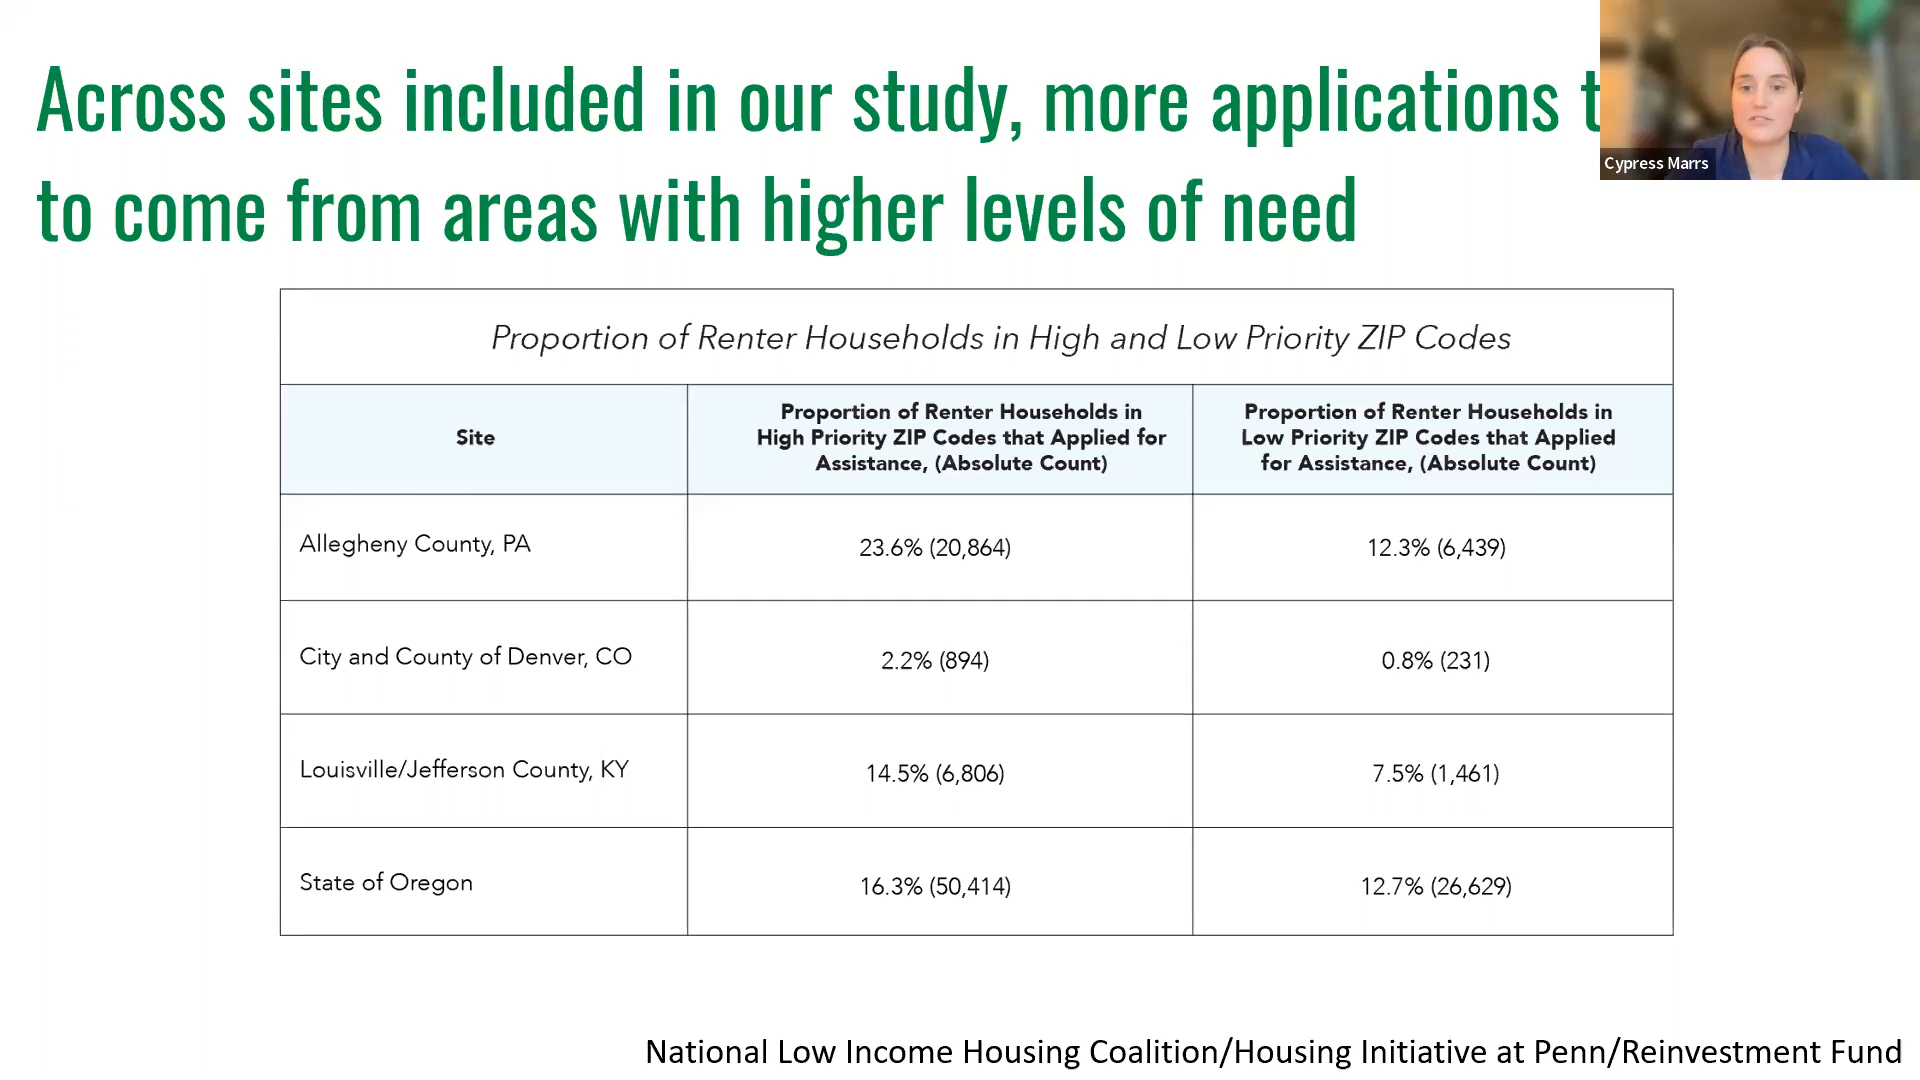 Across sites included in our study, more applications t
to come from areas with higher levels of need
Cypress Marrs
Proportion of Renter Households in High and Low Priority ZIP Codes
Site
Proportion of Renter Households in
High Priority ZIP Codes that Applied for
Assistance, (Absolute Count)
Proportion of Renter Households in
Low Priority ZIP Codes that Applied
for Assistance, (Absolute Count)
Allegheny County, PA
23.6% (20,864)
12.3% (6,439)
City and County of Denver, CO
2.2% (894)
0.8% (231)
Louisville/Jefferson County, KY
14.5% (6,806)
7.5% (1,461)
State of Oregon
16.3% (50,414)
12.7% (26,629)
National Low Income Housing Coalition/Housing Initiative at Penn/Reinvestment Fund